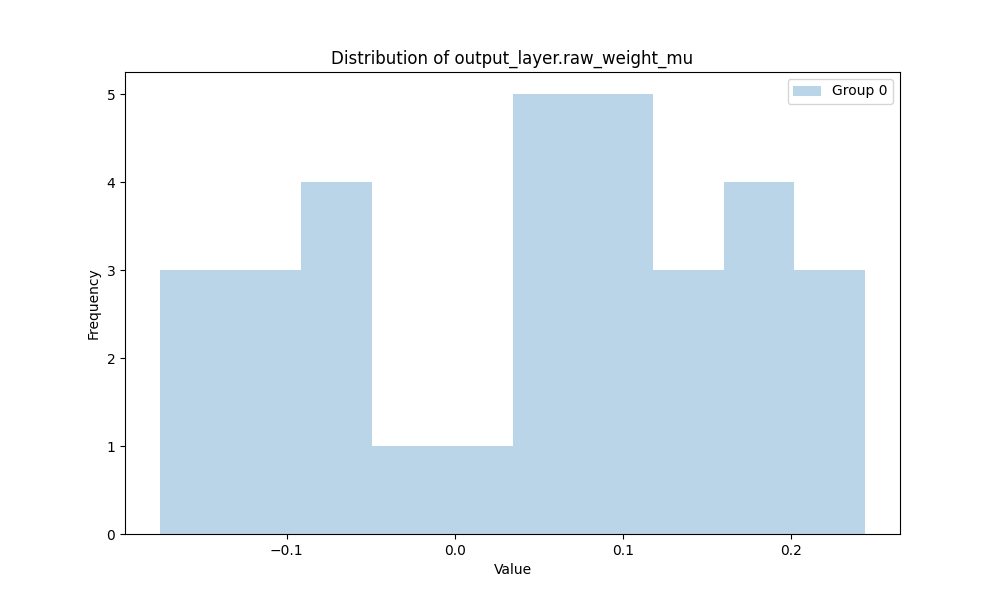 Distribution of output_layer.raw_weight_mu
Group 0
5
4
3
2
1
0
Frequency
−0.1
0.0
0.1
0.2
Value